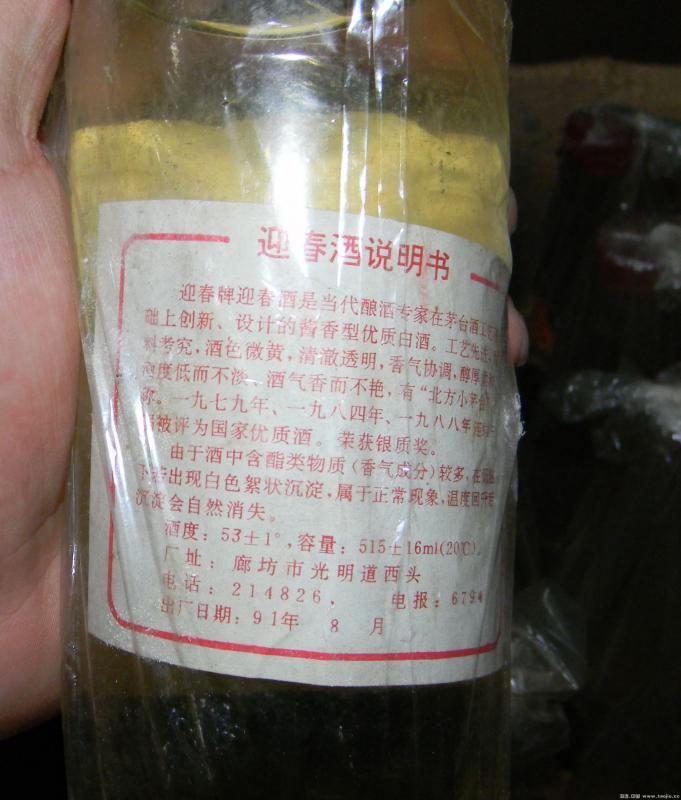 迎春酒说明书
迎春牌迎春酒是当代酿酒专家在茅台酒工艺
础上创新、设计的酱香型优质白酒。工艺先进
料考究，酒色微黄，清澈透明，香气协调，醇厚
度低而不淡 酒气香而不艳，有“北方小茅台
称。一九七九年、一九八四年、一九八八年
被评为国家优质酒。荣获银质奖。
由于酒中含酯类物质（香气成分）较多，在
下若出现白色絮状沉淀，属于正常现象，温度回升
沉淀会自然消失。
酒度：53±1°，容量：515±16ml(20℃)。
厂址：廊坊市光明道西头
电话：214826， 电报：679
出厂日期：91年 8 月